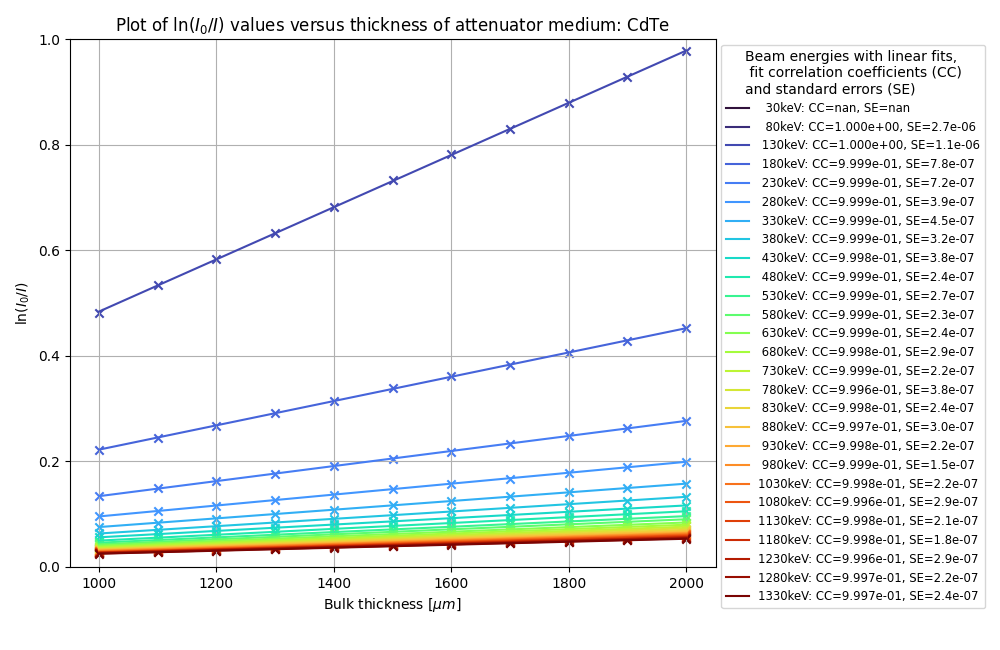 Plot of ln(I₀/I) values versus thickness of attenuator medium: CdTe
1.0
0.8
0.6
0.4
0.2
0.0
ln(I₀/I)
1000 1200 1400 1600 1800 2000
Bulk thickness [μm]
Beam energies with linear fits,
fit correlation coefficients (CC)
and standard errors (SE)
30keV: CC=nan, SE=nan
80keV: CC=1.000e+00, SE=2.7e-06
130keV: CC=1.000e+00, SE=1.1e-06
180keV: CC=9.999e-01, SE=7.8e-07
230keV: CC=9.999e-01, SE=7.2e-07
280keV: CC=9.999e-01, SE=3.9e-07
330keV: CC=9.999e-01, SE=4.5e-07
380keV: CC=9.999e-01, SE=3.2e-07
430keV: CC=9.998e-01, SE=3.8e-07
480keV: CC=9.999e-01, SE=2.4e-07
530keV: CC=9.999e-01, SE=2.7e-07
580keV: CC=9.999e-01, SE=2.3e-07
630keV: CC=9.999e-01, SE=2.4e-07
680keV: CC=9.998e-01, SE=2.9e-07
730keV: CC=9.999e-01, SE=2.2e-07
780keV: CC=9.996e-01, SE=3.8e-07
830keV: CC=9.998e-01, SE=2.4e-07
880keV: CC=9.997e-01, SE=3.0e-07
930keV: CC=9.998e-01, SE=2.2e-07
980keV: CC=9.999e-01, SE=1.5e-07
1030keV: CC=9.998e-01, SE=2.2e-07
1080keV: CC=9.996e-01, SE=2.9e-07
1130keV: CC=9.998e-01, SE=2.1e-07
1180keV: CC=9.998e-01, SE=1.8e-07
1230keV: CC=9.996e-01, SE=2.9e-07
1280keV: CC=9.997e-01, SE=2.2e-07
1330keV: CC=9.997e-01, SE=2.4e-07